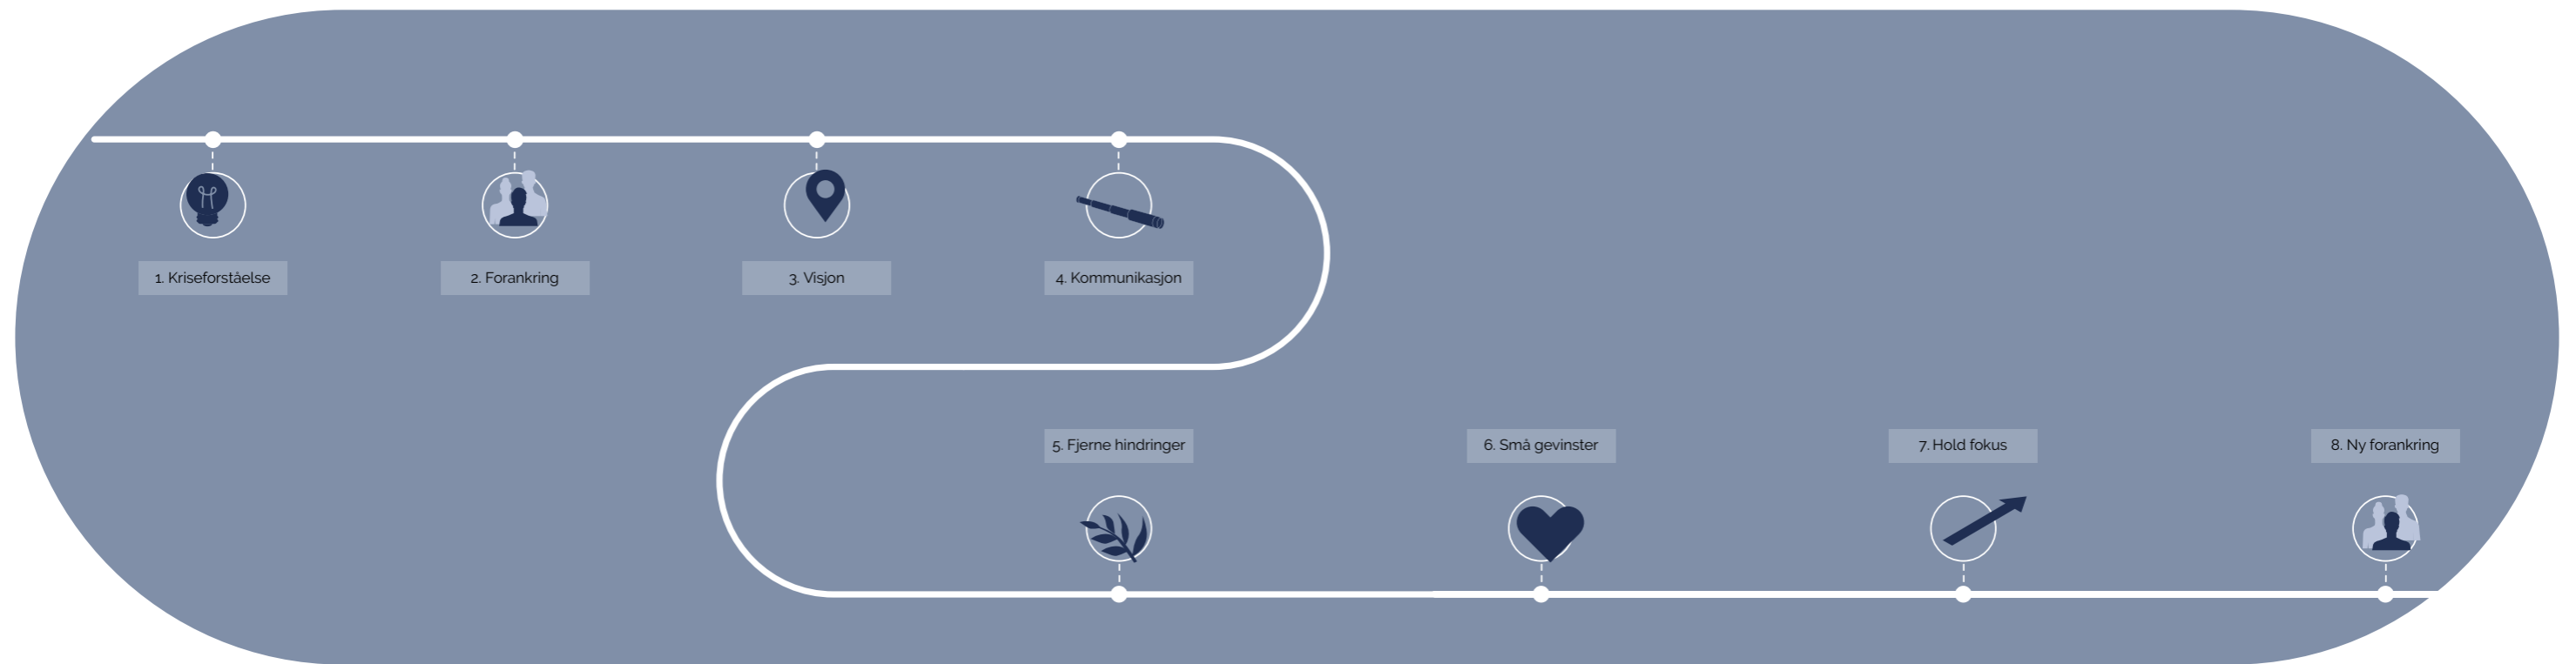 1. Kriseforståelse
2. Forankring
3. Visjon
4. Kommunikasjon
5. Fjerne hindringer
6. Små gevinster
7. Hold fokus
8. Ny forankring